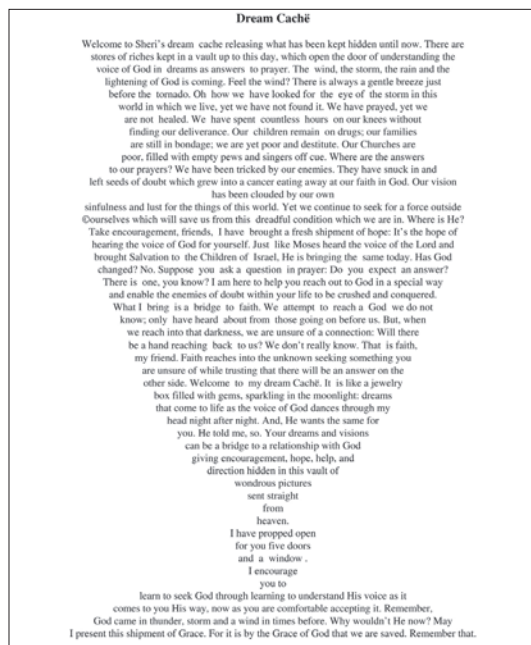 Dream Cachë
Welcome to Sheri's dream cache releasing what has been kept hidden until now. There are
stores of riches kept in a vault up to this day, which open the door of understanding the
voice of God in dreams as answers to prayer. The wind, the storm, the rain and the
lightening of God is coming. Feel the wind? There is always a gentle breeze just
before the tornado. Oh how we have looked for the eye of the storm in this
world in which we live, yet we have not found it. We have prayed, yet we
are not healed. We have spent countless hours on our knees without
finding our deliverance. Our children remain on drugs; our families
are still in bondage; we are yet poor and destitute. Our Churches are
poor, filled with empty pews and singers off cue. Where are the answers
to our prayers? We have been tricked by our enemies. They have snuck in and
left seeds of doubt which grew into a cancer eating away at our faith in God. Our vision
has been clouded by our own
sinfulness and lust for the things of this world. Yet we continue to seek for a force outside
©ourselves which will save us from this dreadful condition which we are in. Where is He?
Take encouragement, friends, I have brought a fresh shipment of hope: It's the hope of
hearing the voice of God for yourself. Just like Moses heard the voice of the Lord and
brought Salvation to the Children of Israel, He is bringing the same today. Has God
changed? No. Suppose you ask a question in prayer: Do you expect an answer?
There is one, you know? I am here to help you reach out to God in a special way
and enable the enemies of doubt within your life to be crushed and conquered.
What I bring is a bridge to faith. We attempt to reach a God we do not
know; only have heard about from those going on before us. But, when
we reach into that darkness, we are unsure of a connection: Will there
be a hand reaching back to us? We don't really know. That is faith,
my friend. Faith reaches into the unknown seeking something you
are unsure of while trusting that there will be an answer on the
other side. Welcome to my dream Cachë. It is like a jewelry
box filled with gems, sparkling in the moonlight: dreams
that come to life as the voice of God dances through my
head night after night. And, He wants the same for
you. He told me, so. Your dreams and visions
can be a bridge to a relationship with God
giving encouragement, hope, help, and
direction hidden in this vault of
wondrous pictures
sent straight
from
heaven.
I have propped open
for you five doors
and a window .
I encourage
you to
learn to seek God through learning to understand His voice as it
comes to you His way, now as you are comfortable accepting it. Remember,
God came in thunder, storm and a wind in times before. Why wouldn't He now? May
I present this shipment of Grace. For it is by the Grace of God that we are saved. Remember that.